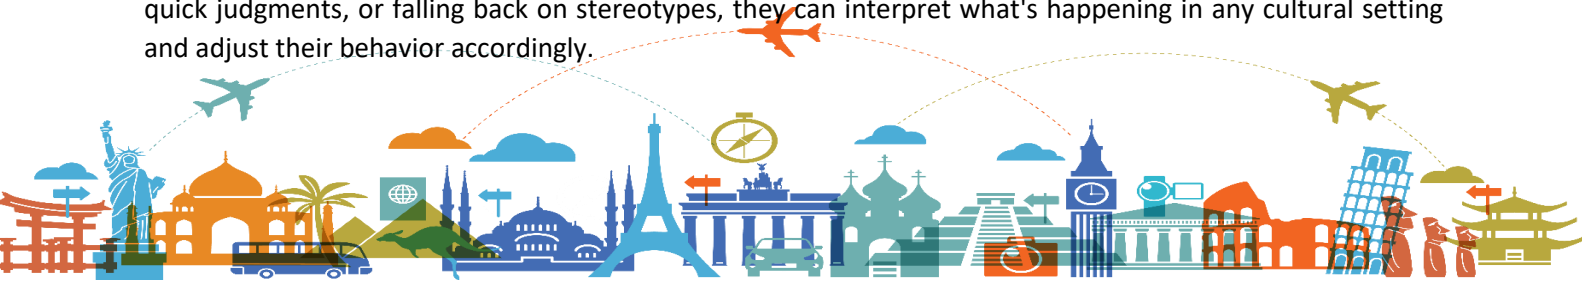 quick judgments, or falling back on stereotypes, they can interpret what's happening in any cultural setting
and adjust their behavior accordingly.